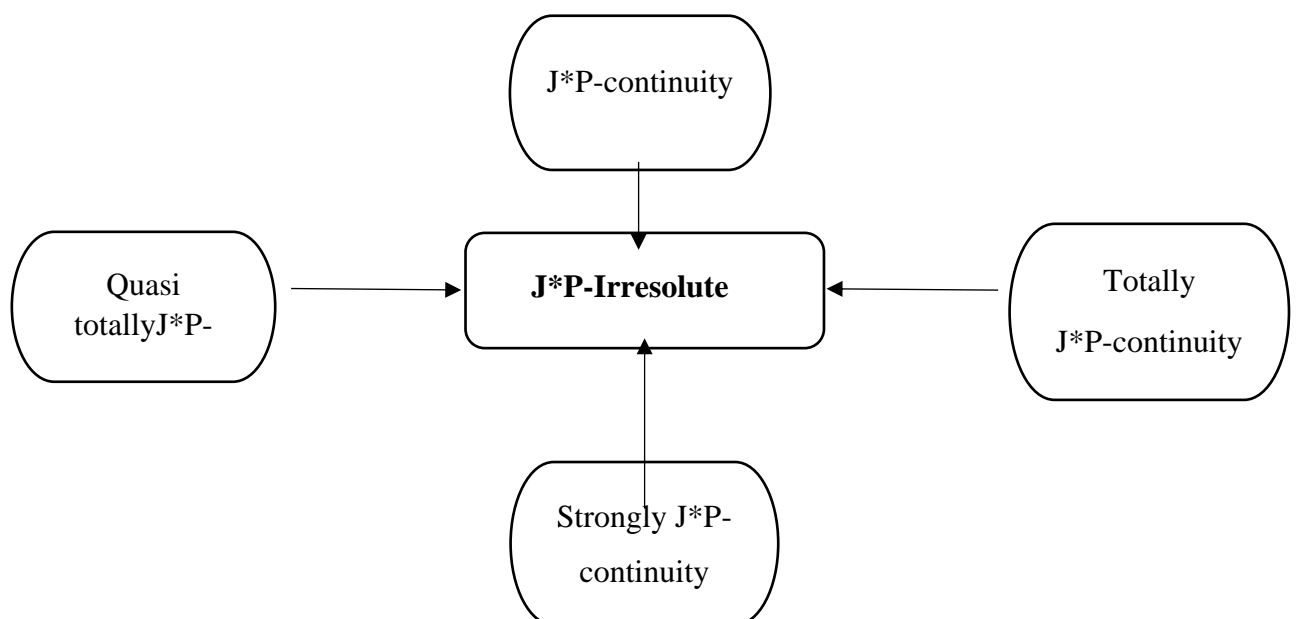 J*P-continuity
Quasi
totallyJ*P-
J*P-Irresolute
Totally
J*P-continuity
Strongly J*P-
continuity